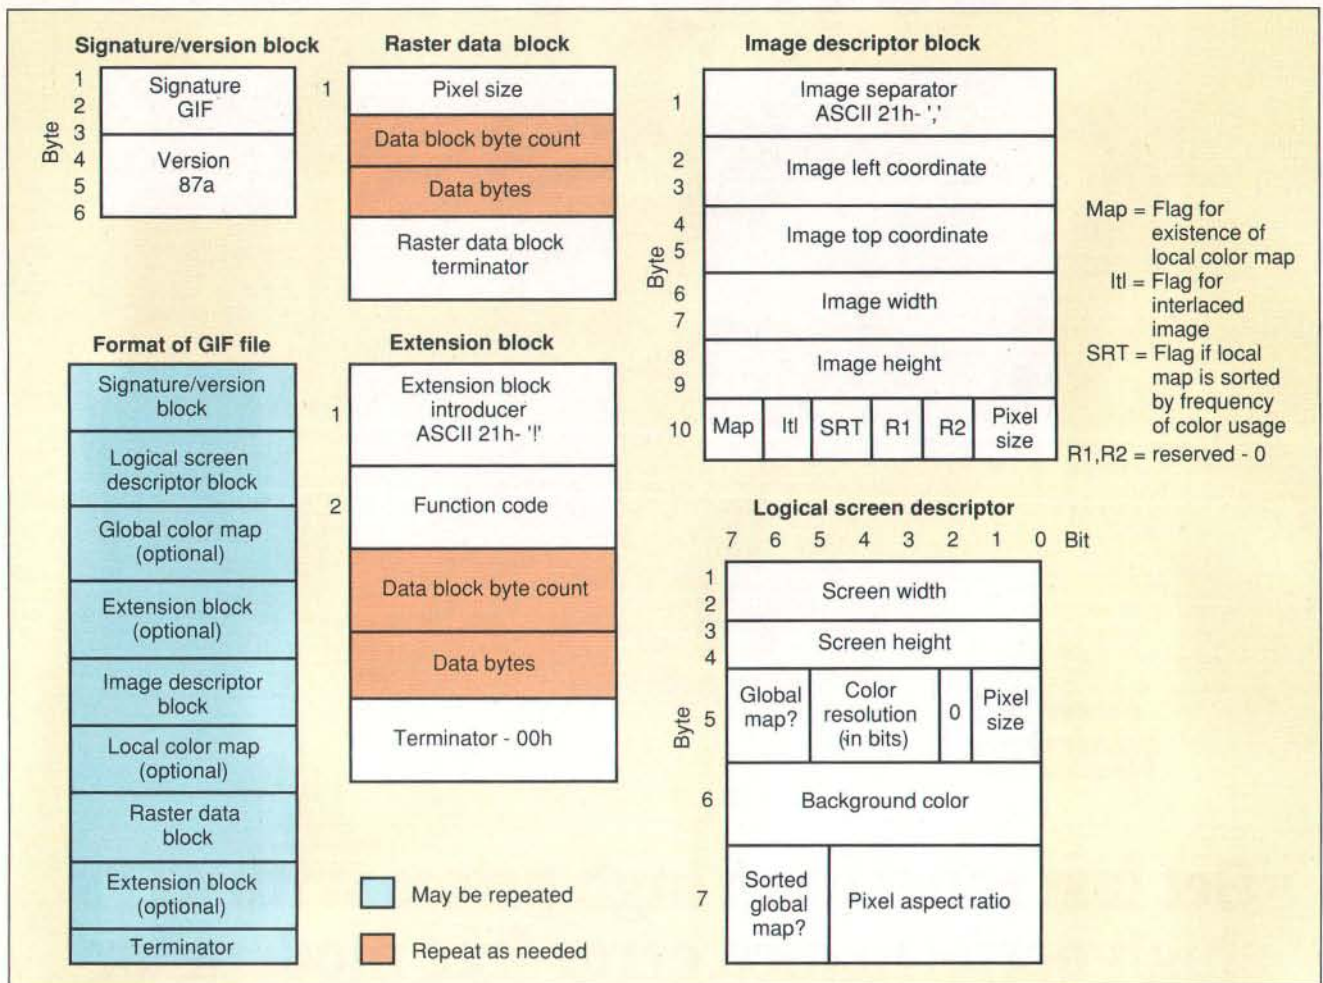 Signature/version block
Byte
1
2
3
4
5
6
Signature
GIF
Version
87a
Raster data block
1
Pixel size
Data block byte count
Data bytes
Raster data block
terminator
Image descriptor block
Byte
1
Image separator
ASCII 21h- ','
2
3
Image left coordinate
4
5
Image top coordinate
6
7
Image width
8
9
Image height
10
Map
Itl
SRT
R1
R2
Pixel
size
Map = Flag for
existence of
local color map
Itl = Flag for
interlaced
image
SRT = Flag if local
map is sorted
by frequency
of color usage
R1,R2 = reserved - 0
Format of GIF file
Signature/version
block
Logical screen
descriptor block
Global color map
(optional)
Extension block
(optional)
Image descriptor
block
Local color map
(optional)
Raster data
block
Extension block
(optional)
Terminator
Extension block
1
Extension block
introducer
ASCII 21h- '!'
2
Function code
Data block byte count
Data bytes
Terminator - 00h
May be repeated
Repeat as needed
Logical screen descriptor
7 6 5 4 3 2 1 0 Bit
Byte
1
2
Screen width
3
4
Screen height
5
Global
map?
Color
resolution
(in bits)
0
Pixel
size
6
Background color
7
Sorted
global
map?
Pixel aspect ratio